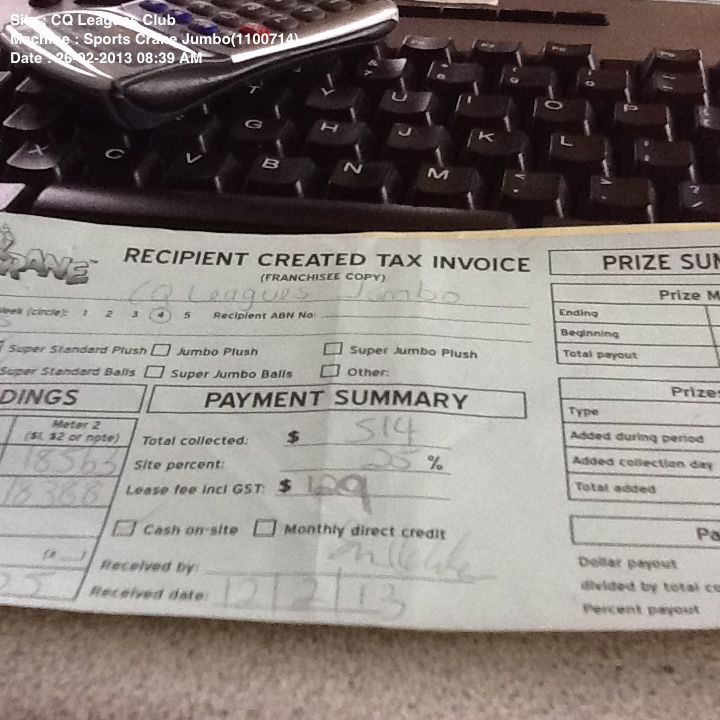 Site : CQ Leagues Club
Machine : Sports Crane Jumbo(1100714)
Date : 26-02-2013 08:39 AM
T Y U I O P
G H J K L
X C V B N M
CRANE™
RECIPIENT CREATED TAX INVOICE
(FRANCHISEE COPY)
CQ Leagues Jumbo
Week (circle): 1 2 3 4 5 Recipient ABN No:
Super Standard Plush Jumbo Plush Super Jumbo Plush
Super Standard Balls Super Jumbo Balls Other:
DINGS
Meter 2
($1, $2 or note)
18563
18388
PAYMENT SUMMARY
Total collected: $ 514
Site percent: 25 %
Lease fee incl GST: $ 129
Cash on-site Monthly direct credit
Received by:
Received date: 12/2/13
PRIZE SUM
Prize M
Ending
Beginning
Total payout
Prize
Type
Added during period
Added collection day
Total added
Pa
Dollar payout
divided by total co
Percent payout